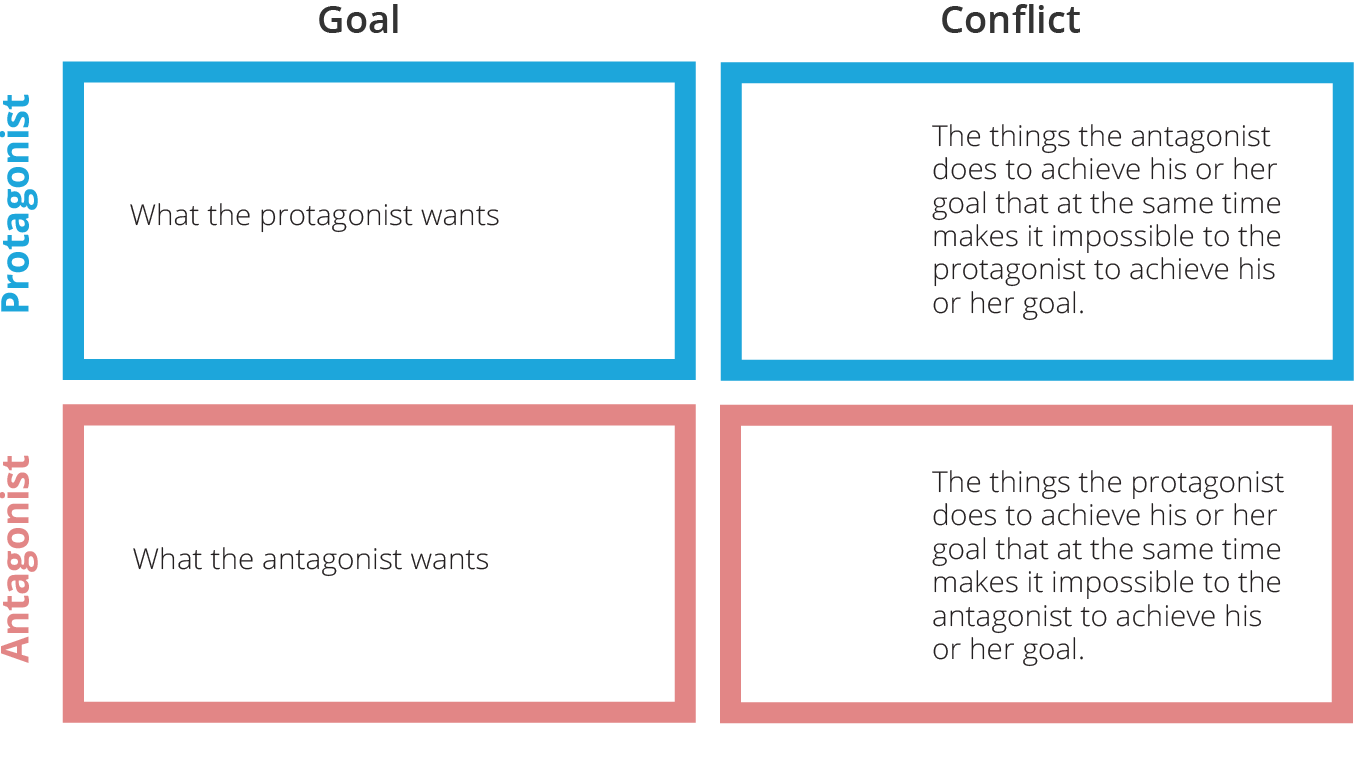 Goal
Conflict
Protagonist
What the protagonist wants
The things the antagonist
does to achieve his or her
goal that at the same time
makes it impossible to the
protagonist to achieve his
or her goal.
Antagonist
What the antagonist wants
The things the protagonist
does to achieve his or her
goal that at the same time
makes it impossible to the
antagonist to achieve his
or her goal.